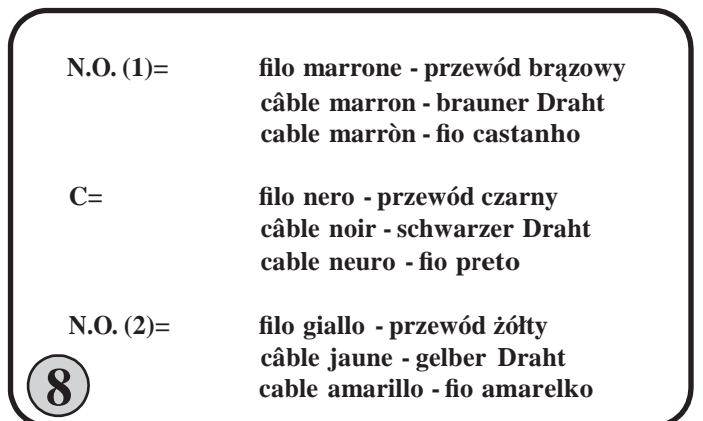 N.O. (1)= filo marrone - przewód brązowy
câble marron - brauner Draht
cable marròn - fio castanho
C= filo nero - przewód czarny
câble noir - schwarzer Draht
cable neuro - fio preto
N.O. (2)= filo giallo - przewód żółty
câble jaune - gelber Draht
cable amarillo - fio amarelko
8